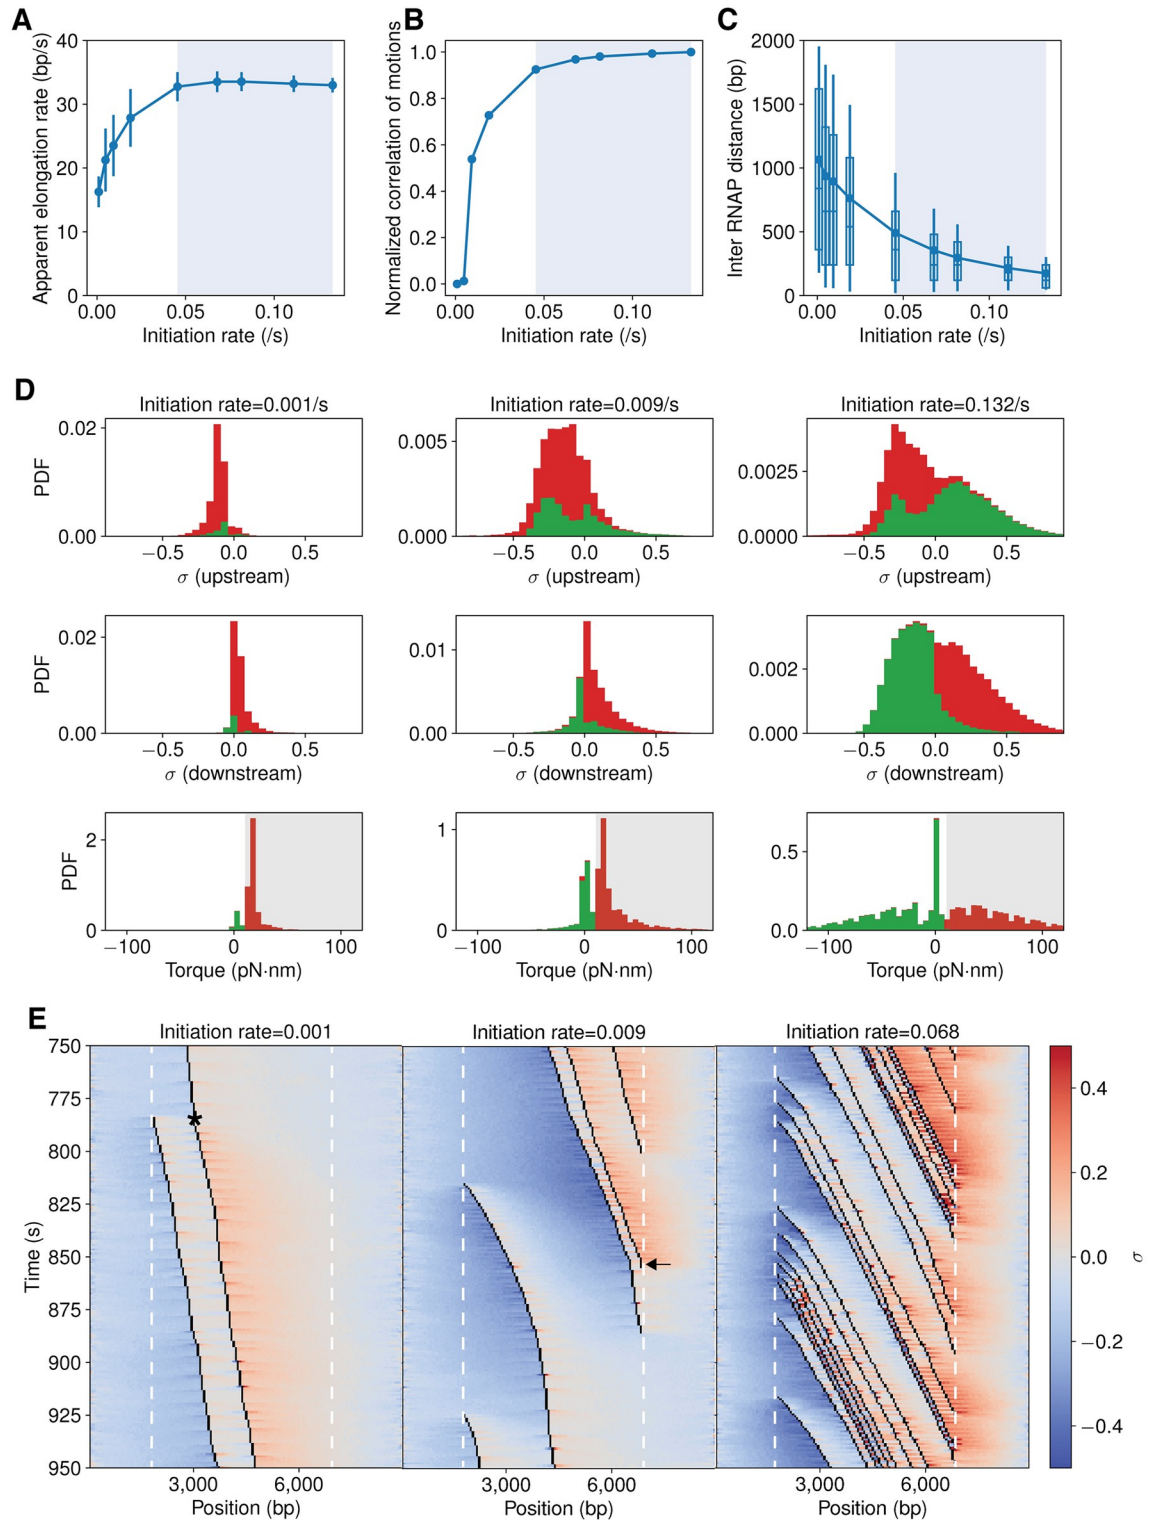 A
B
C
Apparent elongation rate (bp/s)
40
30
20
10
0
0.00
0.05
0.10
Initiation rate (/s)
Normalized correlation of motions
1.0
0.8
0.6
0.4
0.2
0.0
0.00
0.05
0.10
Initiation rate (/s)
Inter RNAP distance (bp)
2000
1500
1000
500
0
0.00
0.05
0.10
Initiation rate (/s)
D
Initiation rate=0.001/s
Initiation rate=0.009/s
Initiation rate=0.132/s
PDF
0.02
0.00
−0.5
0.0
0.5
σ (upstream)
0.005
0.000
−0.5
0.0
0.5
σ (upstream)
0.0025
0.0000
−0.5
0.0
0.5
σ (upstream)
PDF
0.02
0.00
−0.5
0.0
0.5
σ (downstream)
0.01
0.00
−0.5
0.0
0.5
σ (downstream)
0.002
0.000
−0.5
0.0
0.5
σ (downstream)
PDF
2
0
−100
0
100
Torque (pN·nm)
1
0
−100
0
100
Torque (pN·nm)
0.5
0.0
−100
0
100
Torque (pN·nm)
E
Initiation rate=0.001
Initiation rate=0.009
Initiation rate=0.068
Time (s)
750
775
800
825
850
875
900
925
950
*
3,000
6,000
Position (bp)
3,000
6,000
Position (bp)
3,000
6,000
Position (bp)
0.4
0.2
0.0
−0.2
−0.4
σ